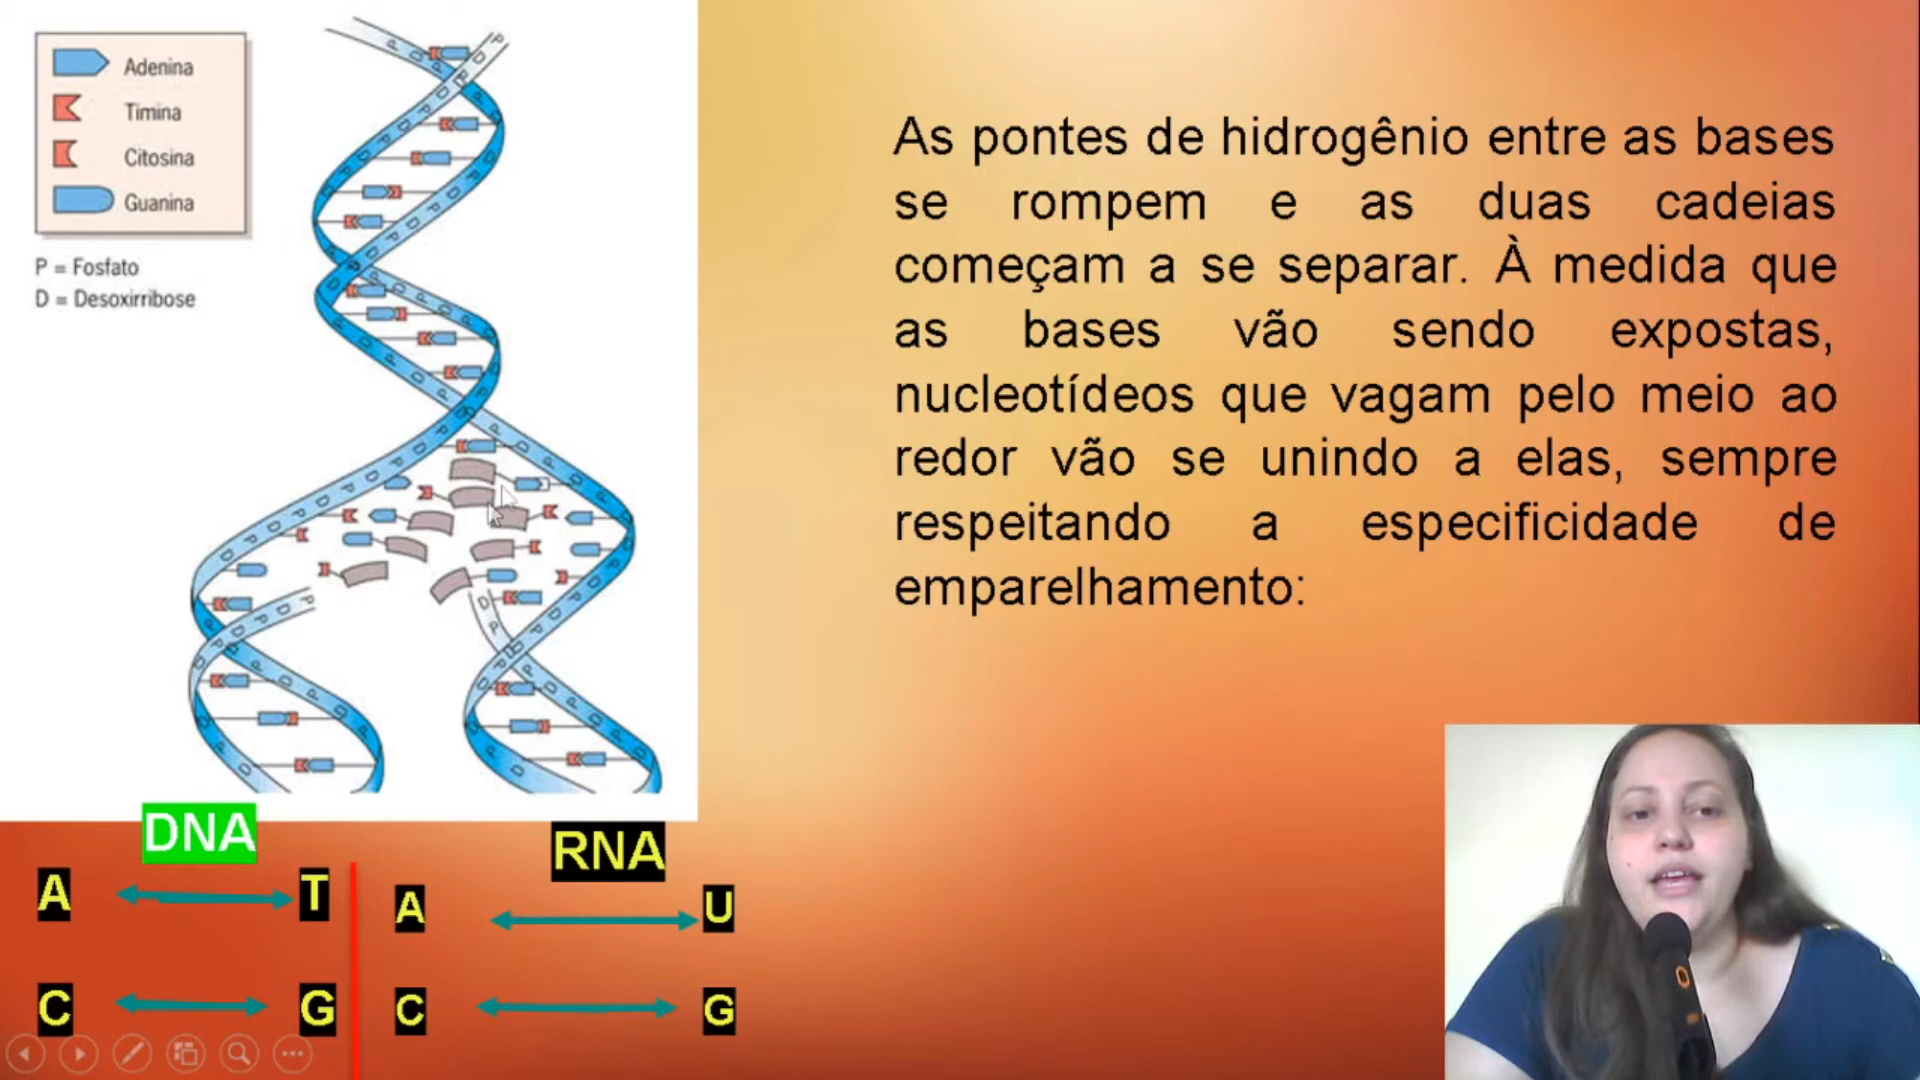 Adenina
Timina
Citosina
Guanina
P = Fosfato
D = Desoxirribose
As pontes de hidrogênio entre as bases
se rompem e as duas cadeias
começam a se separar. À medida que
as bases vão sendo expostas,
nucleotídeos que vagam pelo meio ao
redor vão se unindo a elas, sempre
respeitando a especificidade de
emparelhamento:
DNA
A T
C G
RNA
A U
C G